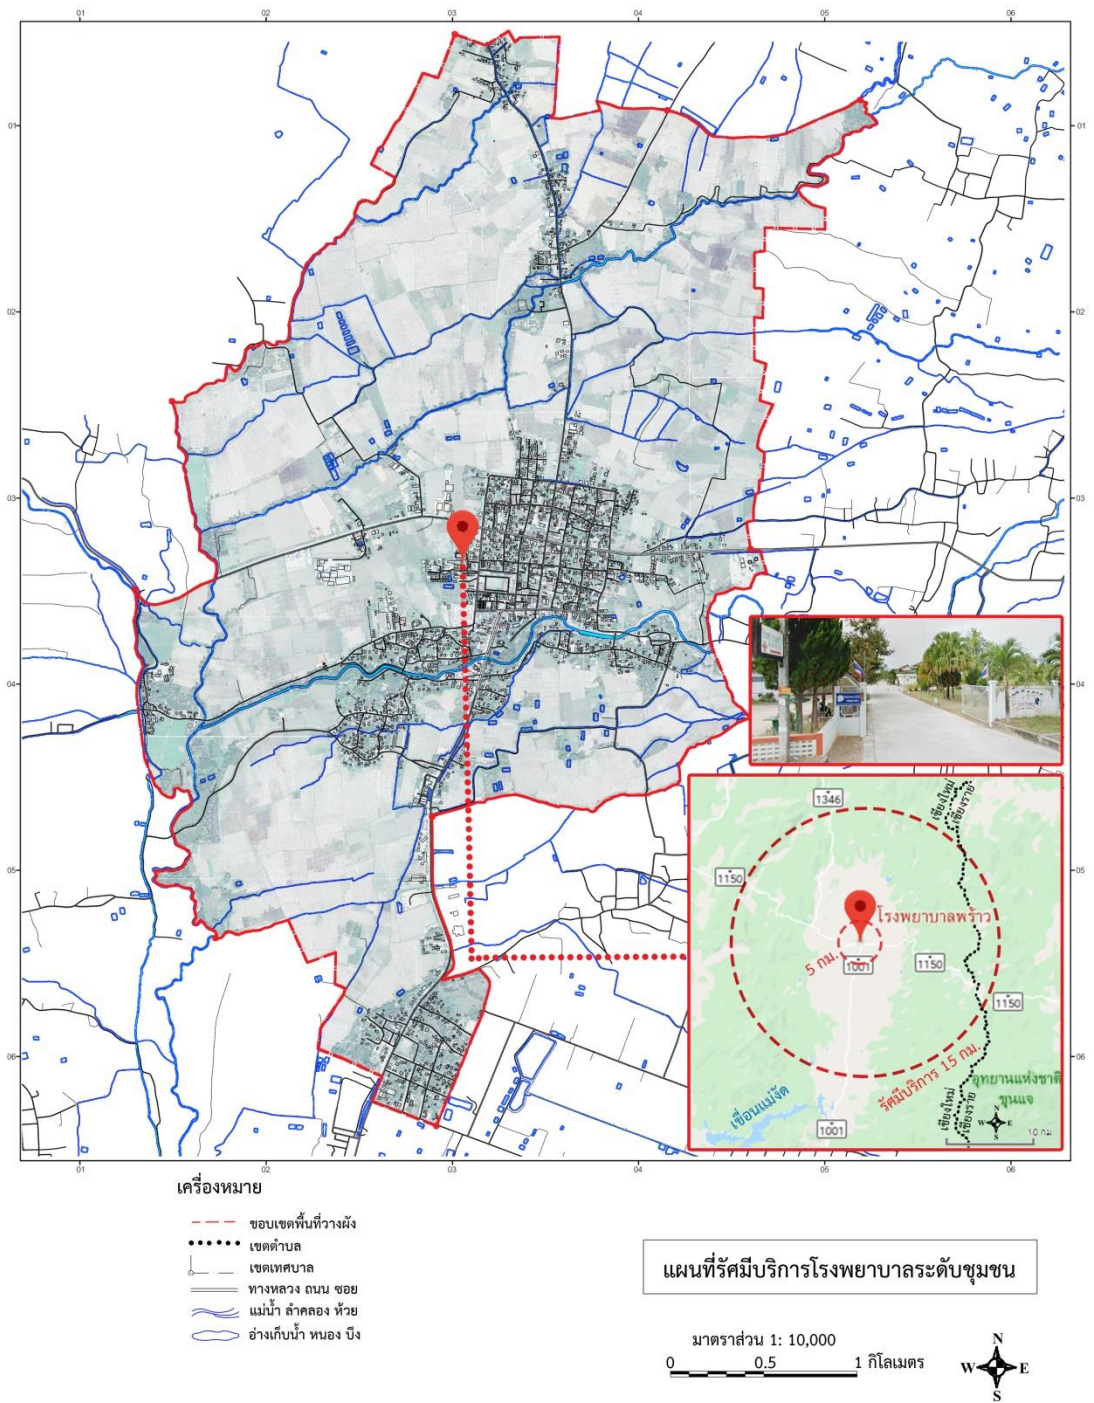 01 02 03 04 05 06
01 01
02 02
03 03
04 04
05 05
06 06
1346
เชียงใหม่
เชียงราย
1150
โรงพยาบาลพร้าว
5 กม.
1001
1150
1150
รัศมีบริการ 15 กม.
อุทยานแห่งชาติ
ขุนแจ
เขื่อนแม่งัด
เชียงใหม่
เชียงราย
N
W E
S
1001
10 กม.
01 02 03 04 05 06
เครื่องหมาย
ขอบเขตพื้นที่วางผัง
เขตตำบล
เขตเทศบาล
ทางหลวง ถนน ซอย
แม่น้ำ ลำคลอง ห้วย
อ่างเก็บน้ำ หนอง บึง
แผนที่รัศมีบริการโรงพยาบาลระดับชุมชน
มาตราส่วน 1: 10,000
0 0.5 1 กิโลเมตร
N
W E
S